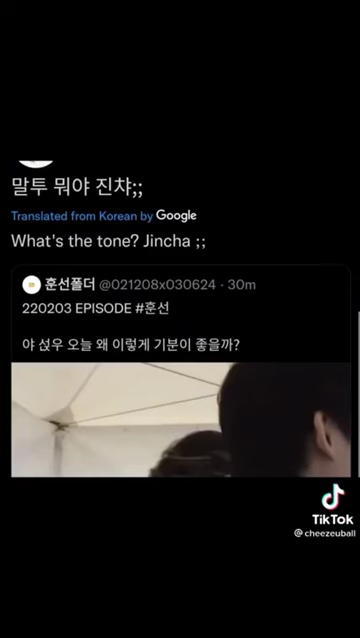 말투 뭐야 진챠;;
Translated from Korean by Google
What's the tone? Jincha ;;
훈선폴더 @021208x030624 · 30m
220203 EPISODE #훈선
야 섡우 오늘 왜 이렇게 기분이 좋을까?
TikTok
@cheezeuball